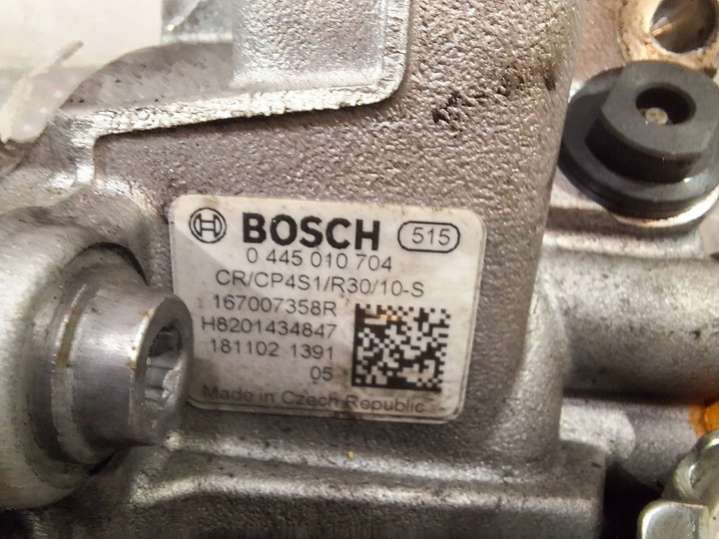 BOSCH 515
0 445 010 704
CR/CP4S1/R30/10-S
167007358R
H8201434847
181102 1391
05
Made in Czech Republic